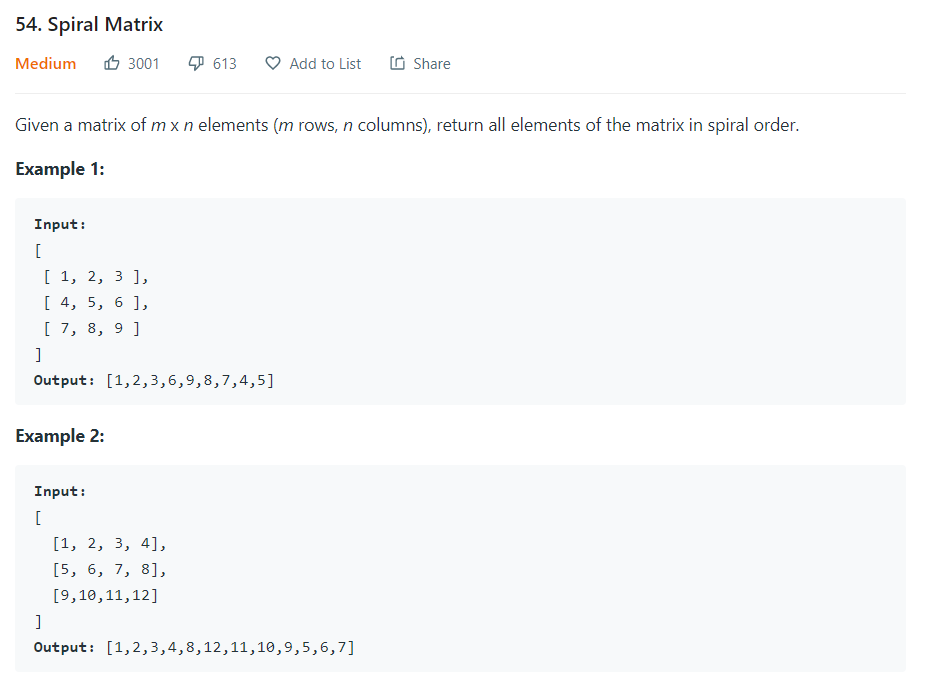 54. Spiral Matrix
Medium 3001 613 Add to List Share
Given a matrix of m x n elements (m rows, n columns), return all elements of the matrix in spiral order.
Example 1:
Input:
[
[ 1, 2, 3 ],
[ 4, 5, 6 ],
[ 7, 8, 9 ]
]
Output: [1,2,3,6,9,8,7,4,5]
Example 2:
Input:
[
[1, 2, 3, 4],
[5, 6, 7, 8],
[9,10,11,12]
]
Output: [1,2,3,4,8,12,11,10,9,5,6,7]